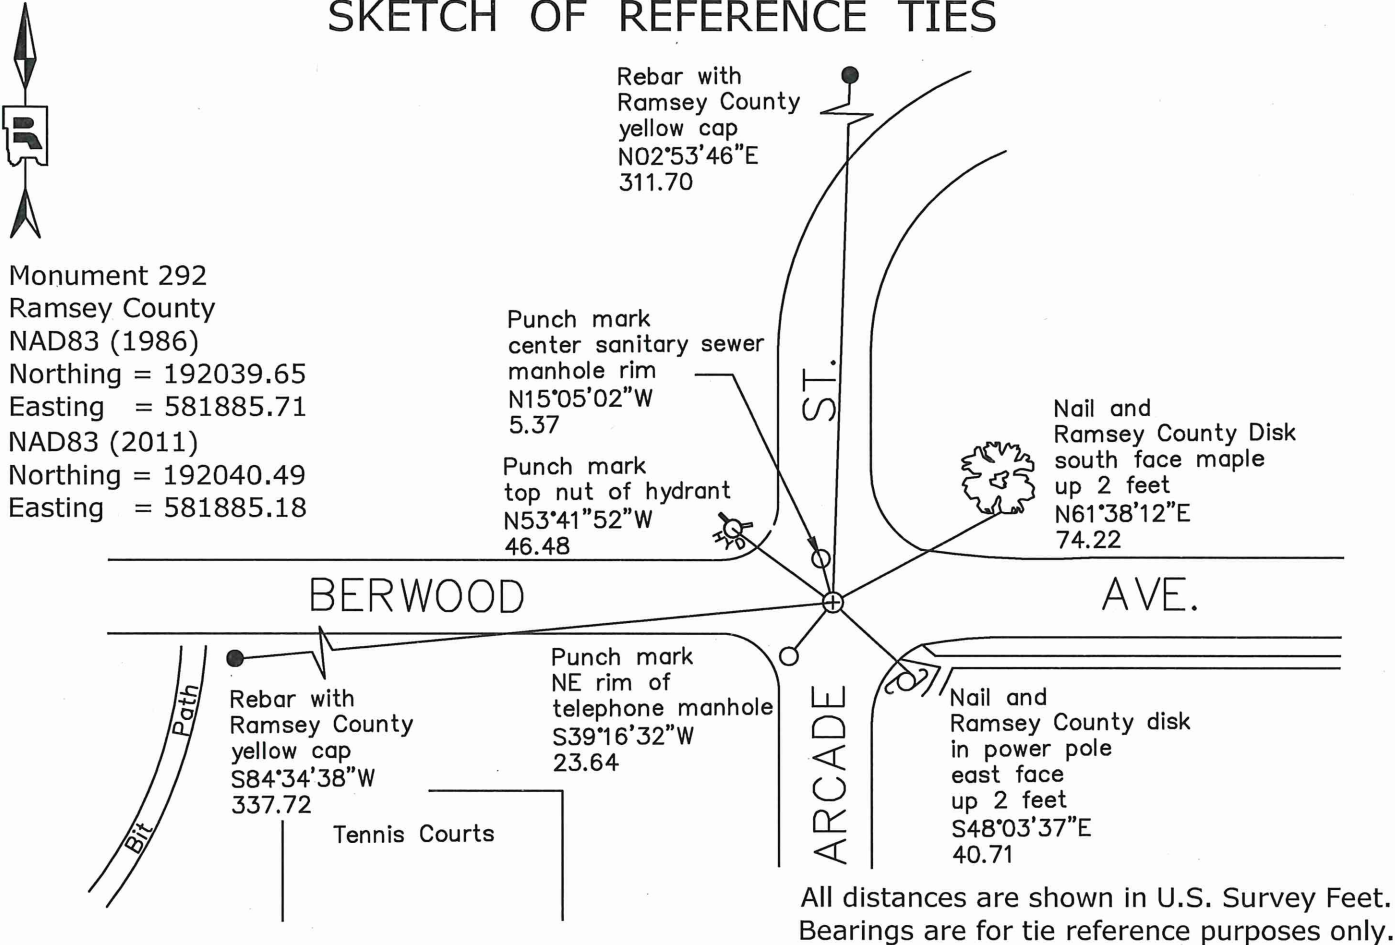 SKETCH OF REFERENCE TIES
Rebar with
Ramsey County
yellow cap
N02°53'46"E
311.70
R
Monument 292
Ramsey County
NAD83 (1986)
Northing = 192039.65
Easting = 581885.71
NAD83 (2011)
Northing = 192040.49
Easting = 581885.18
Punch mark
center sanitary sewer
manhole rim
N15°05'02"W
5.37
ST.
Punch mark
top nut of hydrant
N53°41'52"W
46.48
HYD
Nail and
Ramsey County Disk
south face maple
up 2 feet
N61°38'12"E
74.22
BERWOOD
AVE.
Rebar with
Ramsey County
yellow cap
S84°34'38"W
337.72
Punch mark
NE rim of
telephone manhole
S39°16'32"W
23.64
Nail and
Ramsey County disk
in power pole
east face
up 2 feet
S48°03'37"E
40.71
ARCADE
Bit Path
Tennis Courts
All distances are shown in U.S. Survey Feet.
Bearings are for tie reference purposes only.